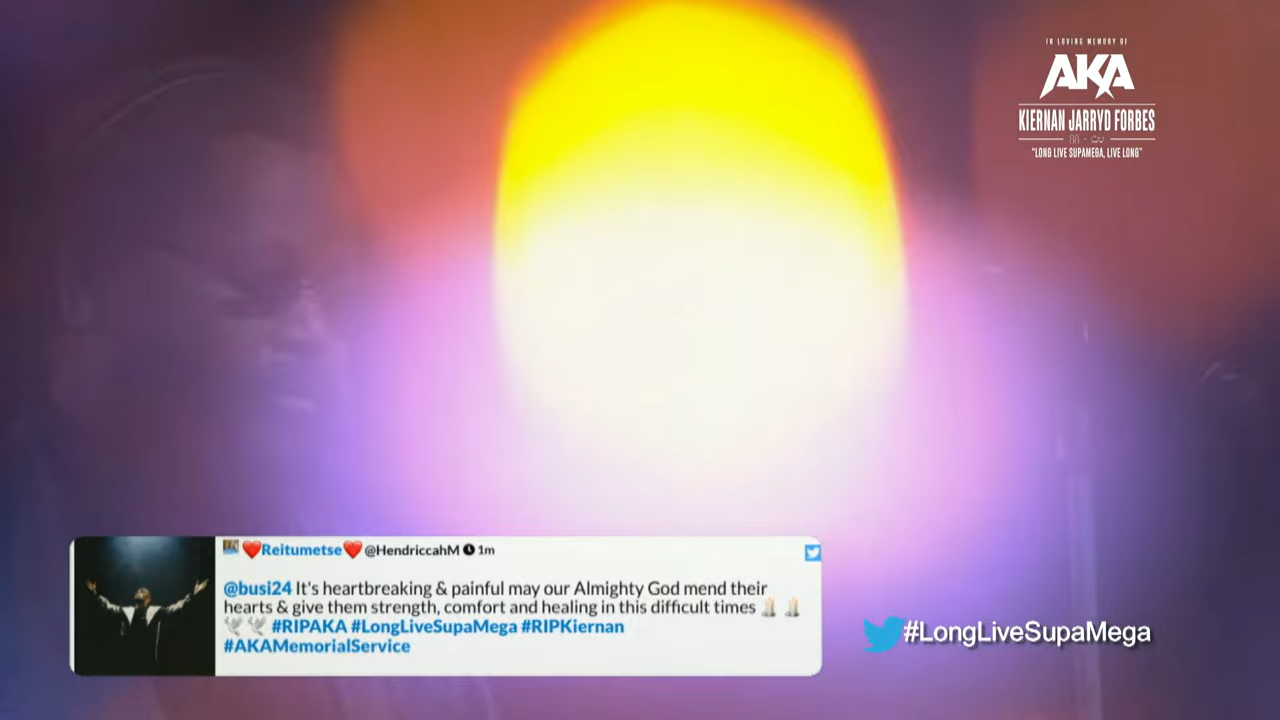 IN LOVING MEMORY OF
AKA
KIERNAN JARRYD FORBES
"LONG LIVE SUPAMEGA, LIVE LONG"
❤️Reitumetse❤️ @HendriccahM 1m
@busi24 It's heartbreaking & painful may our Almighty God mend their
hearts & give them strength, comfort and healing in this difficult times 🕯️ 🕯️
🕊️ 🕊️ #RIPAKA #LongLiveSupaMega #RIPKiernan
#AKAMemorialService
#LongLiveSupaMega